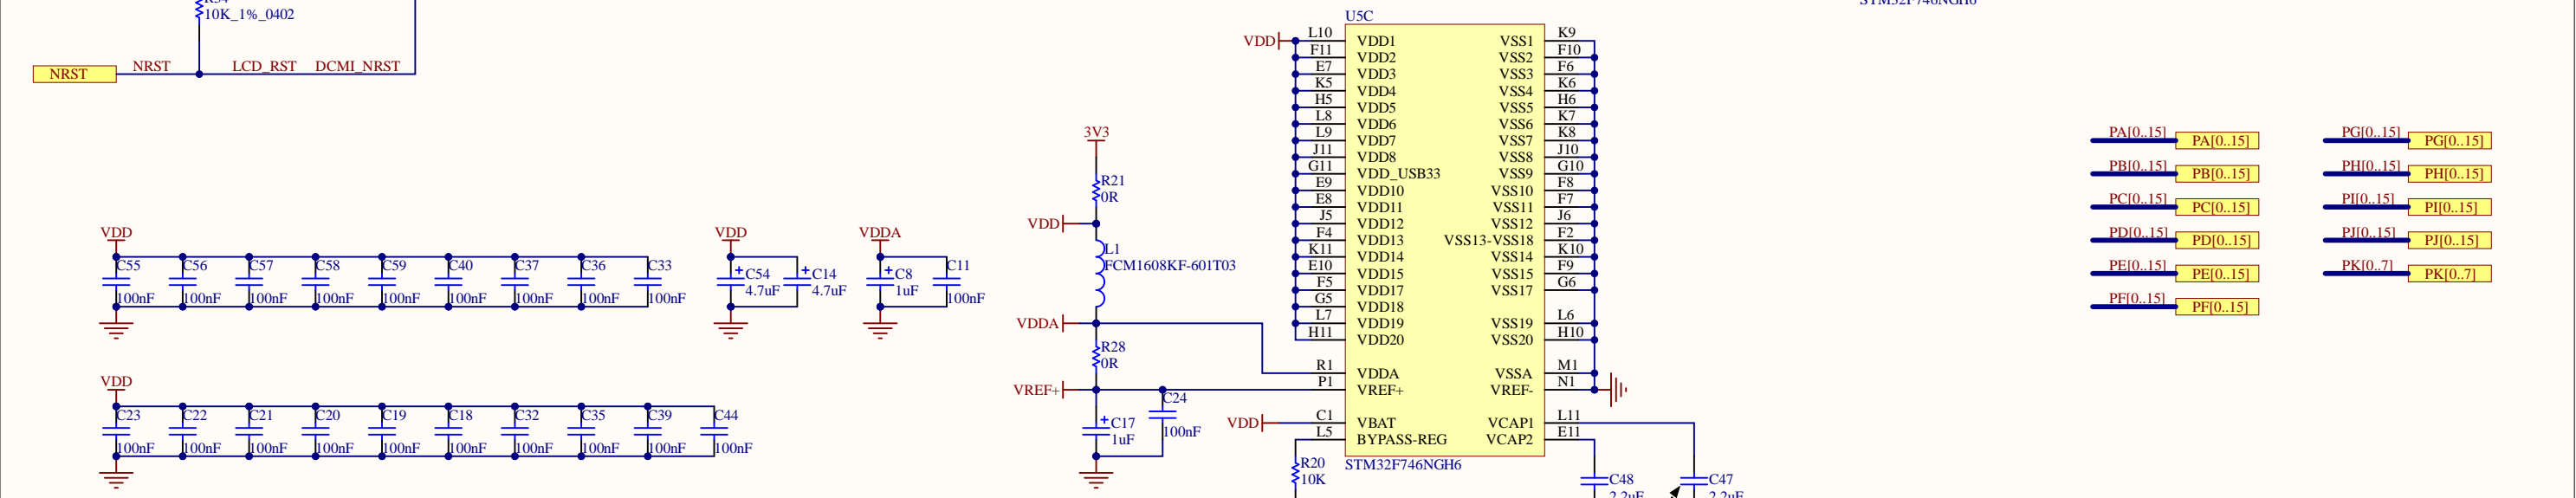 10K_1%_0402
NRST NRST LCD_RST DCMI_NRST
VDD
C55 C56 C57 C58 C59 C40 C37 C36 C33
100nF 100nF 100nF 100nF 100nF 100nF 100nF 100nF 100nF
VDD
+ C54 + C14
4.7uF 4.7uF
VDDA
+ C8 C11
1uF 100nF
VDD
C23 C22 C21 C20 C19 C18 C32 C35 C39 C44
100nF 100nF 100nF 100nF 100nF 100nF 100nF 100nF 100nF 100nF
3V3
R21
0R
VDD
L1
FCM1608KF-601T03
VDDA
R28
0R
VREF+
C24
+ C17 100nF
1uF
U5C
VDD L10 VDD1 VSS1 K9
F11 VDD2 VSS2 F10
E7 VDD3 VSS3 F6
K5 VDD4 VSS4 K6
H5 VDD5 VSS5 H6
L8 VDD6 VSS6 K7
L9 VDD7 VSS7 K8
J11 VDD8 VSS8 J10
G11 VDD_USB33 VSS9 G10
E9 VDD10 VSS10 F8
E8 VDD11 VSS11 F7
J5 VDD12 VSS12 J6
F4 VDD13 VSS13-VSS18 F2
K11 VDD14 VSS14 K10
E10 VDD15 VSS15 F9
F5 VDD17 VSS17 G6
G5 VDD18
L7 VDD19 VSS19 L6
H11 VDD20 VSS20 H10
R1 VDDA VSSA M1
P1 VREF+ VREF- N1
VDD C1 VBAT VCAP1 L11
L5 BYPASS-REG VCAP2 E11
STM32F746NGH6
R20
10K
C48 C47
2.2uF 2.2uF
STM32F746NGH6
PA[0..15] PA[0..15] PG[0..15] PG[0..15]
PB[0..15] PB[0..15] PH[0..15] PH[0..15]
PC[0..15] PC[0..15] PI[0..15] PI[0..15]
PD[0..15] PD[0..15] PJ[0..15] PJ[0..15]
PE[0..15] PE[0..15] PK[0..7] PK[0..7]
PF[0..15] PF[0..15]